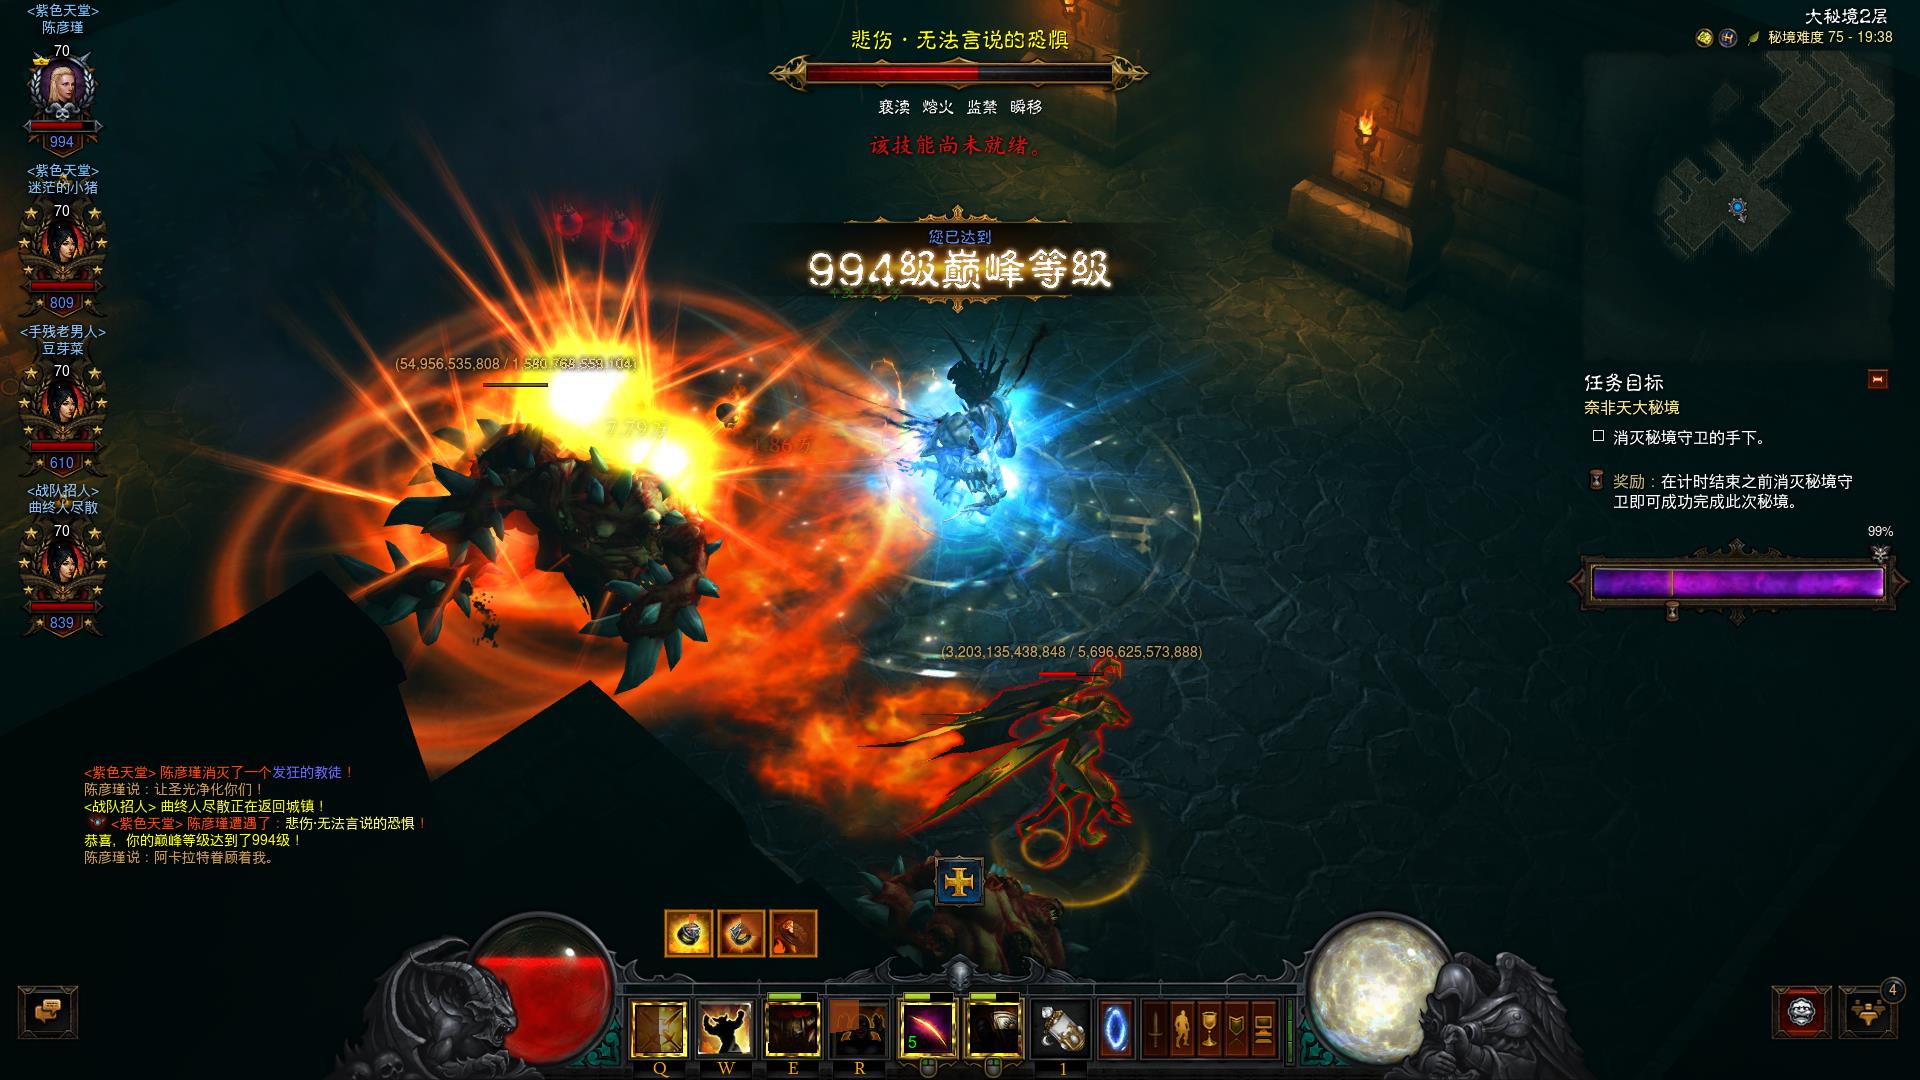 <紫色天堂>
陈彦瑾
70
994
<紫色天堂>
迷茫的小猪
70
809
<手残老男人>
豆芽菜
70
610
<战队招人>
曲终人尽散
70
839
悲伤·无法言说的恐惧
亵渎 熔火 监禁 瞬移
该技能尚未就绪。
您已达到
994级巅峰等级
(54,956,535,808 /
7.79万
1.86万
(3,203,135,438,848 / 5,696,625,573,888)
大秘境2层
秘境难度 75 - 19:38
任务目标
奈非天大秘境
消灭秘境守卫的手下。
奖励：在计时结束之前消灭秘境守
卫即可成功完成此次秘境。
99%
<紫色天堂> 陈彦瑾消灭了一个发狂的教徒！
陈彦瑾说：让圣光净化你们！
<战队招人> 曲终人尽散正在返回城镇！
<紫色天堂> 陈彦瑾遭遇了：悲伤·无法言说的恐惧！
恭喜，你的巅峰等级达到了994级！
陈彦瑾说：阿卡拉特眷顾着我。
5
Q W E R 1
4